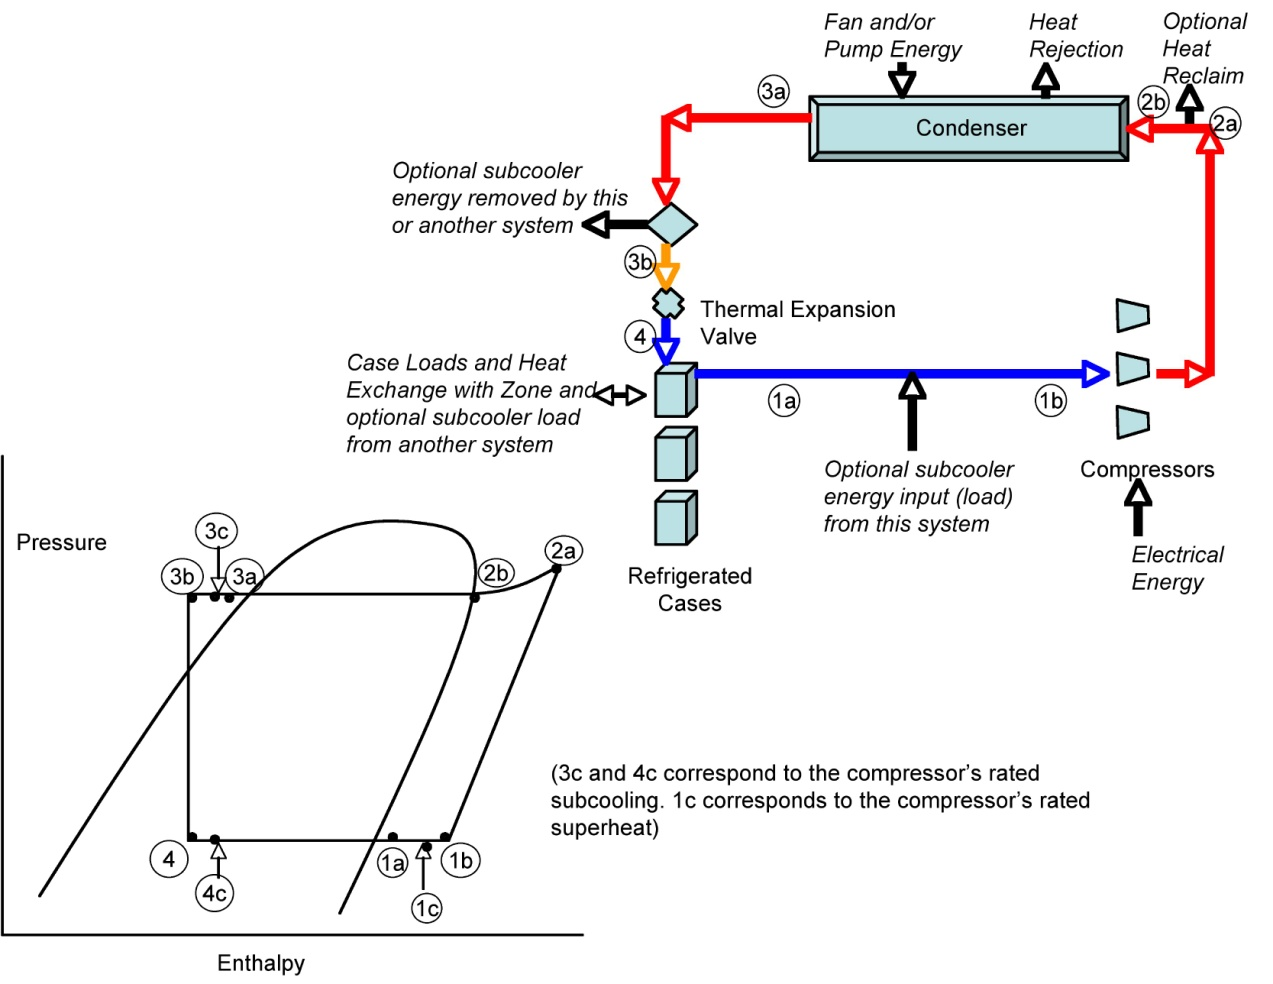 Fan and/or
Pump Energy
Heat
Rejection
Optional
Heat
Reclaim
3a
2b
2a
Condenser
Optional subcooler
energy removed by this
or another system
3b
Thermal Expansion
Valve
4
Case Loads and Heat
Exchange with Zone and
optional subcooler load
from another system
1a
1b
Optional subcooler
energy input (load)
from this system
Compressors
Electrical
Energy
Refrigerated
Cases
Pressure
3c
3b
3a
2b
2a
(3c and 4c correspond to the compressor's rated
subcooling. 1c corresponds to the compressor's rated
superheat)
4
4c
1a
1b
1c
Enthalpy